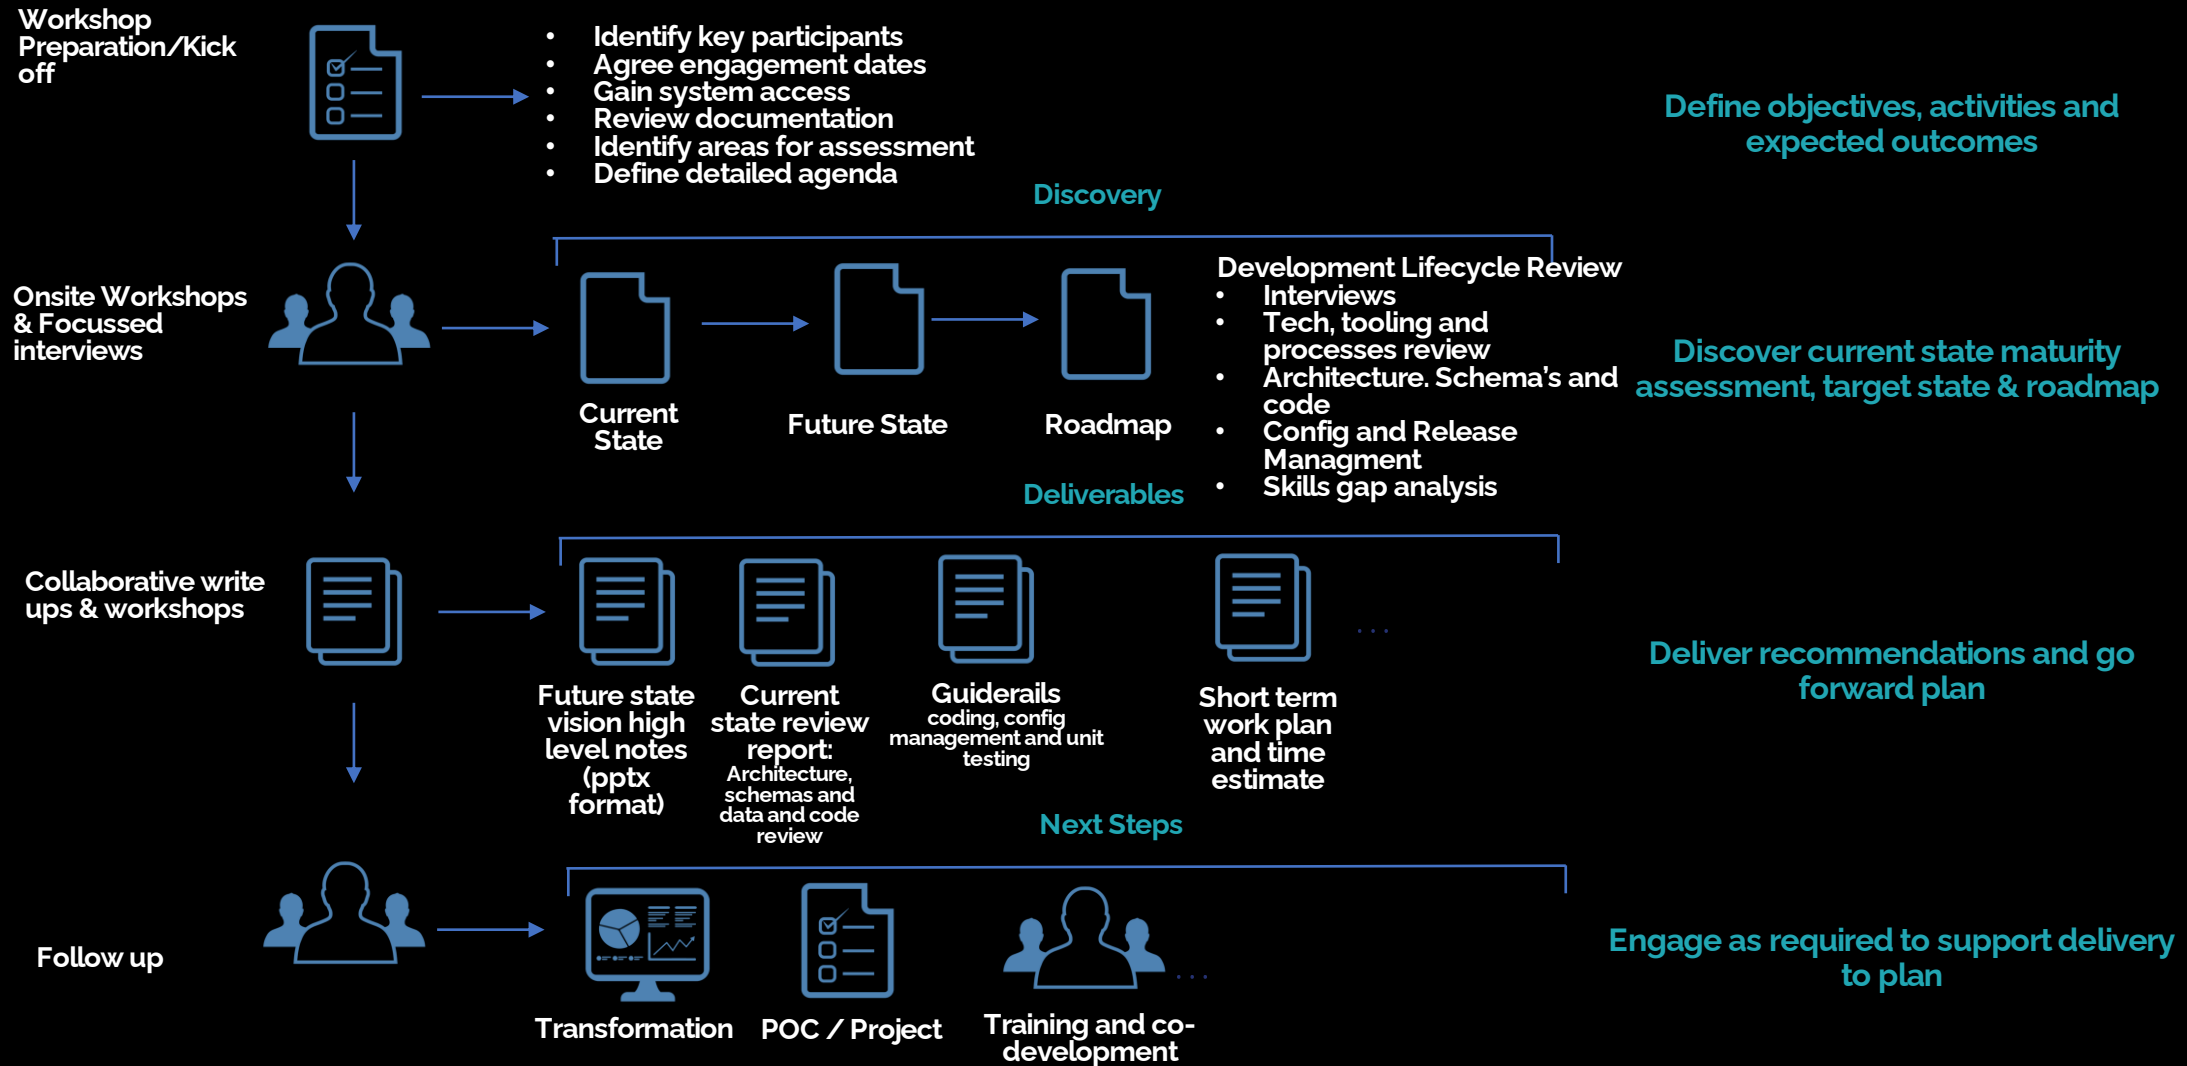 Workshop
Preparation/Kick
off
• Identify key participants
• Agree engagement dates
• Gain system access
• Review documentation
• Identify areas for assessment
• Define detailed agenda
Define objectives, activities and
expected outcomes
Discovery
Onsite Workshops
& Focussed
interviews
Current
State
Future State
Roadmap
Development Lifecycle Review
• Interviews
• Tech, tooling and
processes review
• Architecture. Schema's and
code
• Config and Release
Managment
• Skills gap analysis
Discover current state maturity
assessment, target state & roadmap
Deliverables
Collaborative write
ups & workshops
Future state
vision high
level notes
(pptx
format)
Current
state review
report:
Architecture,
schemas and
data and code
review
Guiderails
coding, config
management and unit
testing
Short term
work plan
and time
estimate
...
Deliver recommendations and go
forward plan
Next Steps
Follow up
Transformation
POC / Project
Training and co-
development
...
Engage as required to support delivery
to plan